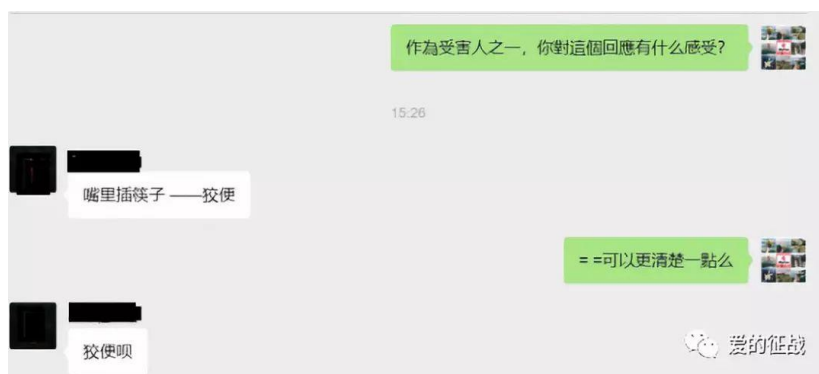 作為受害人之一，你對這個回應有什么感受？
15:26
嘴里插筷子 ——狡便
= =可以更清楚一點么
狡便呗
爱的征战